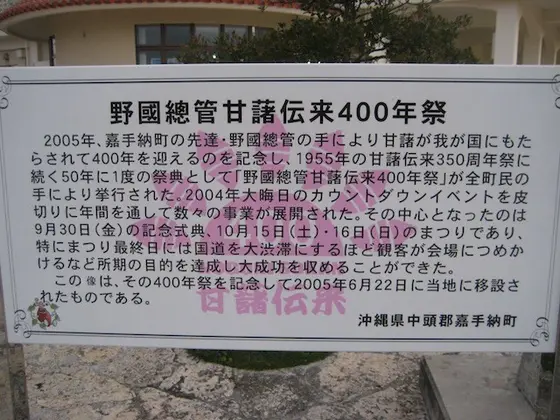 野國總管甘藷伝来400年祭
2005年、嘉手納町の先達・野國總管の手により甘藷が我が国にもた
らされて400年を迎えるのを記念し、1955年の甘藷伝来350周年祭に
続く50年に1度の祭典として「野國總管甘藷伝来400年祭」が全町民の
手により挙行された。2004年大晦日のカウントダウンイベントを皮
切りに年間を通して数々の事業が展開された。その中心となったのは
9月30日(金)の記念式典、10月15日(土)・16日(日)のまつりであり、
特にまつり最終日には国道を大渋滞にするほど観客が会場につめか
けるなど所期の目的を達成し大成功を収めることができた。
この像は、その400年祭を記念して2005年6月22日に当地に移設さ
れたものである。
甘藷伝来
沖縄県中頭郡嘉手納町